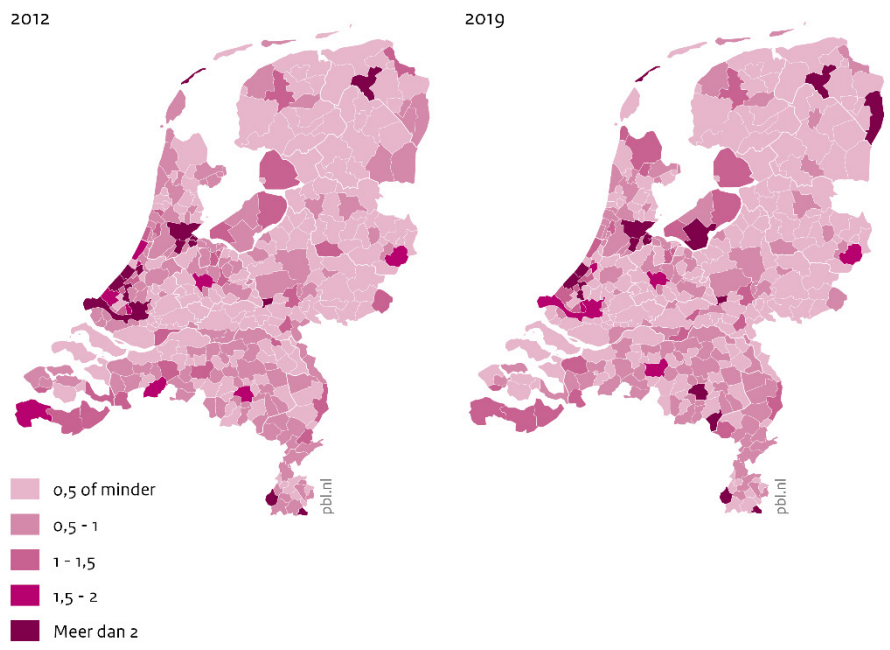 2012
2019
pbl.nl
pbl.nl
0,5 of minder
0,5 - 1
1 - 1,5
1,5 - 2
Meer dan 2